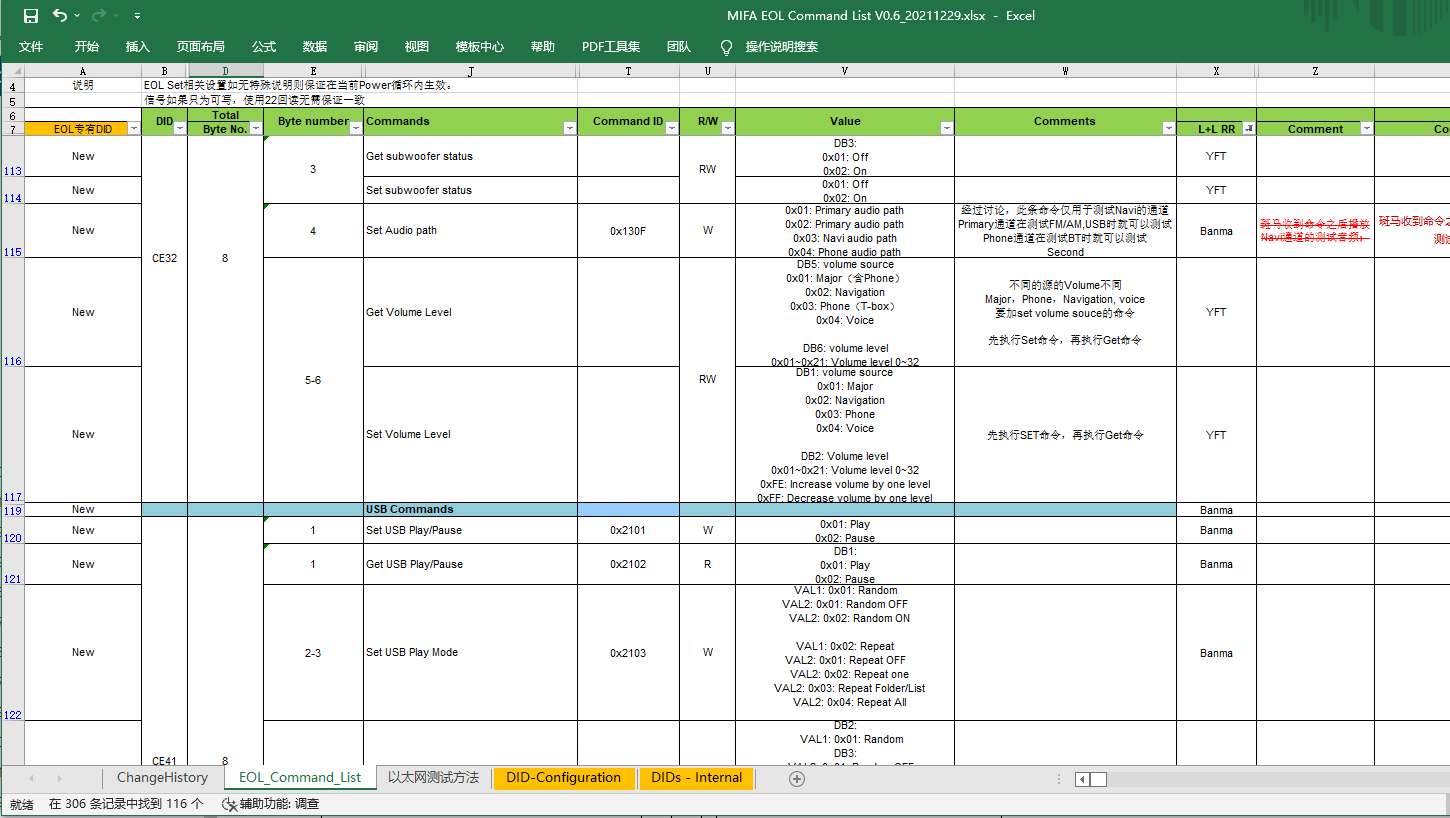 MIFA EOL Command List V0.6_20211229.xlsx - Excel
文件 开始 插入 页面布局 公式 数据 审阅 视图 模板中心 帮助 PDF工具集 团队 操作说明搜索
A B D E J T U V W X Z
4 说明 EOL Set相关设置如无特殊说明则保证在当前Power循环内生效。
5 信号如果只为可写，使用22回读无需保证一致
6
7
EOL专有DID
DID
Total
Byte No.
Byte number
Commands
Command ID
R/W
Value
Comments
L+L RR
Comment
Co
113
New
3
Get subwoofer status
RW
DB3:
0x01: Off
0x02: On
YFT
114
New
Set subwoofer status
0x01: Off
0x02: On
YFT
115
New
CE32
8
4
Set Audio path
0x130F
W
0x01: Primary audio path
0x02: Primary audio path
0x03: Navi audio path
0x04: Phone audio path
经过讨论，此条命令仅用于测试Navi的通道
Primary通道在测试FM/AM,USB时就可以测试
Phone通道在测试BT时就可以测试
Second
Banma
斑马收到命令之后播放
Navi通道的测试音频；
斑马收到命令之
测试
116
New
5-6
Get Volume Level
RW
DB5: volume source
0x01: Major（含Phone）
0x02: Navigation
0x03: Phone（T-box）
0x04: Voice
DB6: volume level
0x01~0x21: Volume level 0~32
不同的源的Volume不同
Major，Phone，Navigation, voice
要加set volume souce的命令
先执行Set命令，再执行Get命令
YFT
117
New
Set Volume Level
DB1: volume source
0x01: Major
0x02: Navigation
0x03: Phone
0x04: Voice
DB2: Volume level
0x01~0x21: Volume level 0~32
0xFE: Increase volume by one level
0xFF: Decrease volume by one level
先执行SET命令，再执行Get命令
YFT
119
New
USB Commands
Banma
120
New
1
Set USB Play/Pause
0x2101
W
0x01: Play
0x02: Pause
Banma
121
New
1
Get USB Play/Pause
0x2102
R
DB1:
0x01: Play
0x02: Pause
Banma
122
New
2-3
Set USB Play Mode
0x2103
W
VAL1: 0x01: Random
VAL2: 0x01: Random OFF
VAL2: 0x02: Random ON
VAL1: 0x02: Repeat
VAL2: 0x01: Repeat OFF
VAL2: 0x02: Repeat one
VAL2: 0x03: Repeat Folder/List
VAL2: 0x04: Repeat All
Banma
CE41
8
DB2:
VAL1: 0x01: Random
DB3:
ChangeHistory EOL_Command_List 以太网测试方法 DID-Configuration DIDs - Internal
就绪 在 306 条记录中找到 116 个 辅助功能: 调查